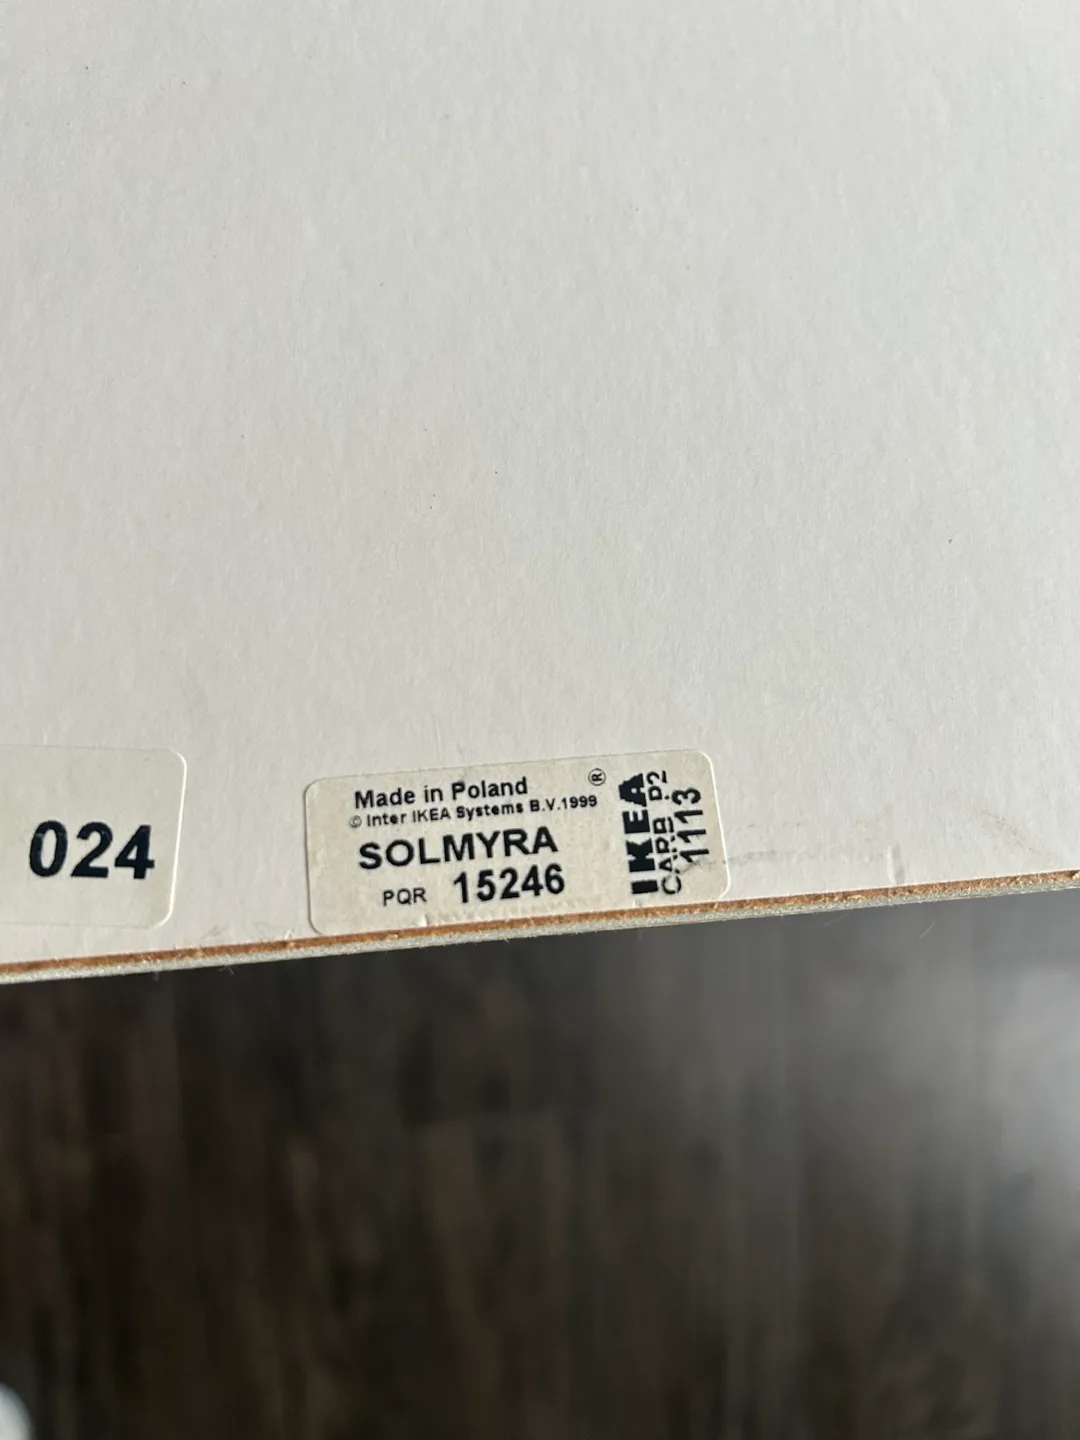 024
Made in Poland
© Inter IKEA Systems B.V.1999
SOLMYRA
PQR 15246
®
IKEA
CARB P2
1113